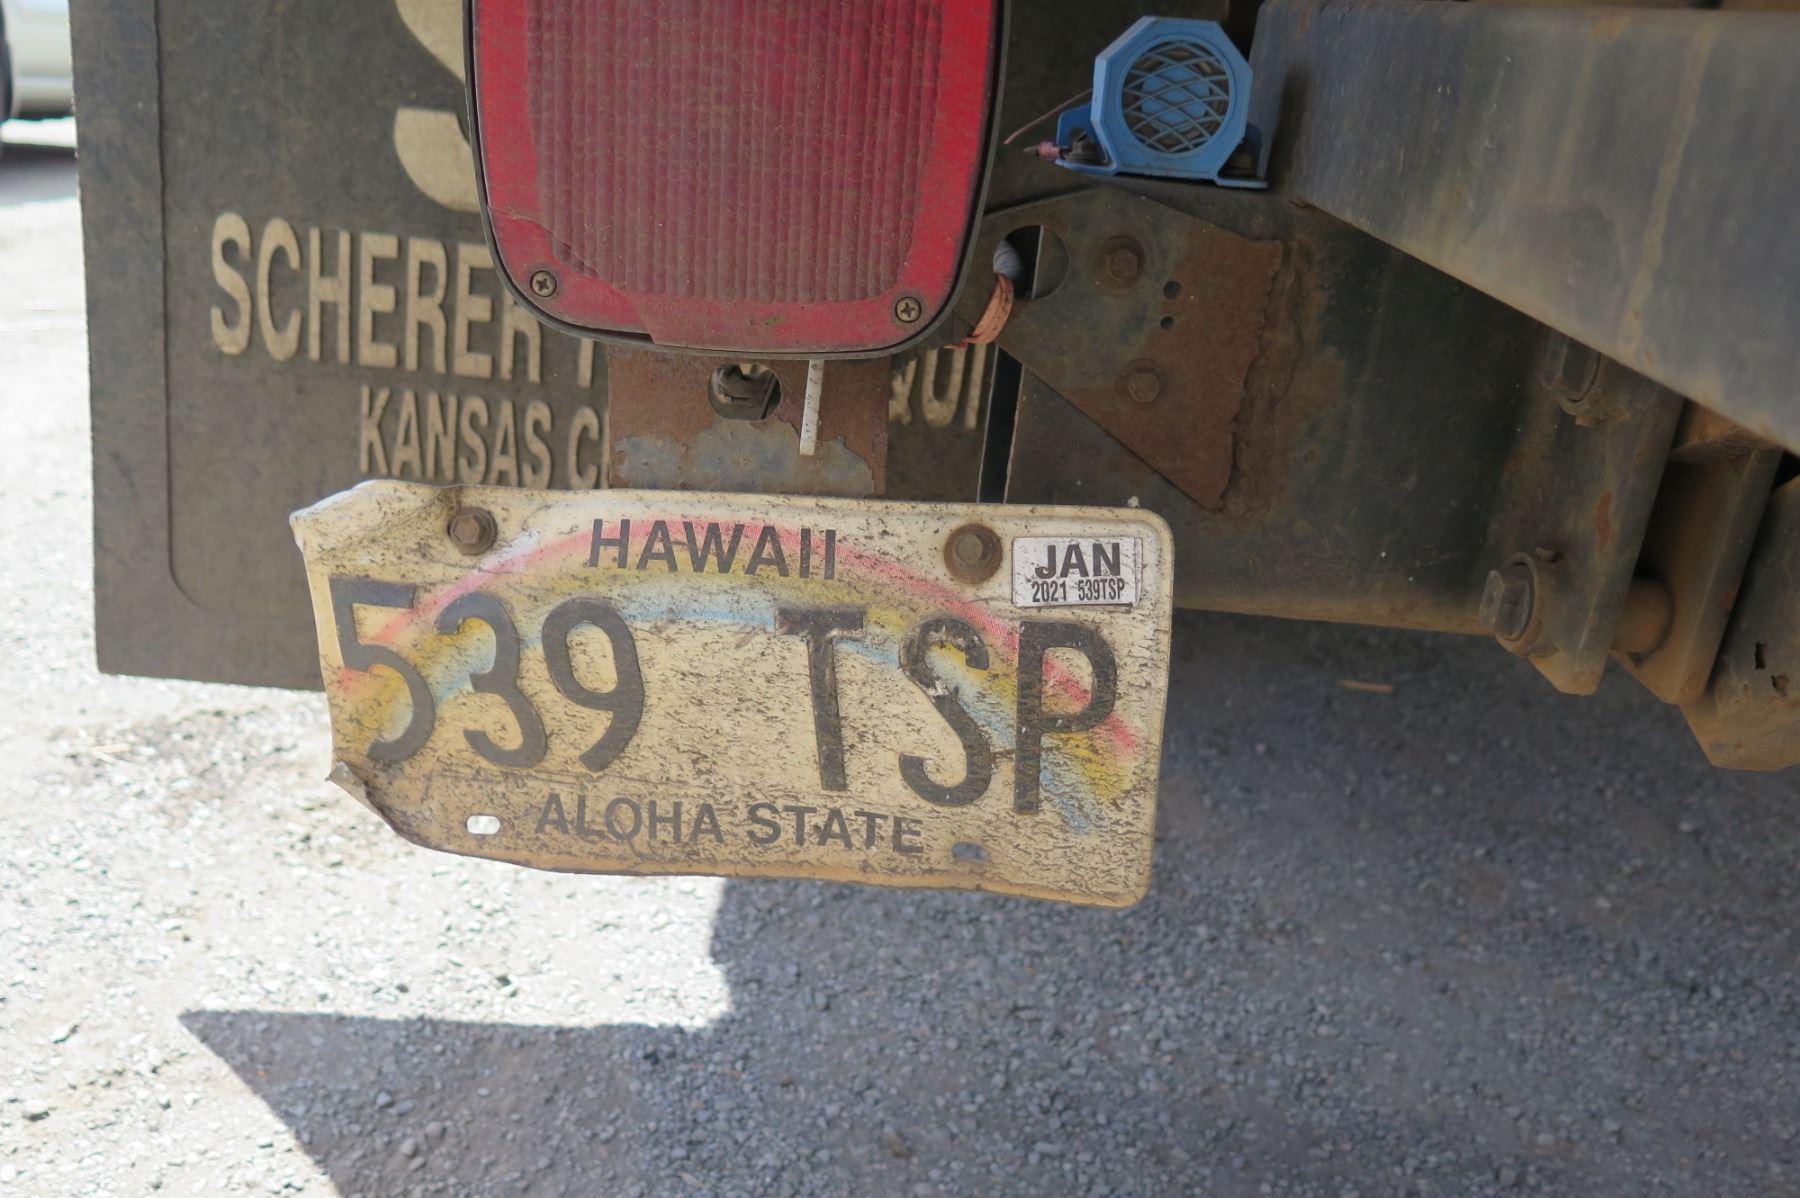 SCHERER
KANSAS
HAWAII
JAN
2021 539TSP
539 TSP
ALOHA STATE